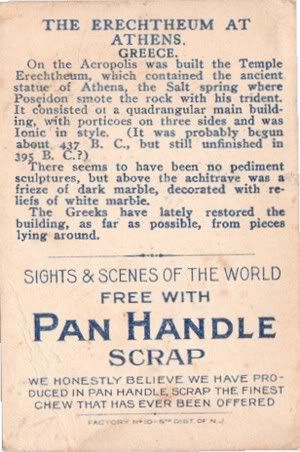 THE ERECHTHEUM AT
ATHENS.
GREECE.
On the Acropolis was built the Temple
Erechtheum, which contained the ancient
statue of Athena, the Salt spring where
Poseidon smote the rock with his trident.
It consisted of a quadrangular main build-
ing, with porticoes on three sides and was
Ionic in style. (It was probably begun
about 437 B. C., but still unfinished in
395 B. C.?)
There seems to have been no pediment
sculptures, but above the achitrave was a
frieze of dark marble, decorated with re-
liefs of white marble.
The Greeks have lately restored the
building, as far as possible, from pieces
lying around.
SIGHTS & SCENES OF THE WORLD
FREE WITH
PAN HANDLE
SCRAP
WE HONESTLY BELIEVE WE HAVE PRO-
DUCED IN PAN HANDLE SCRAP THE FINEST
CHEW THAT HAS EVER BEEN OFFERED
FACTORY Nº 10-5TH DIST. OF N.J.